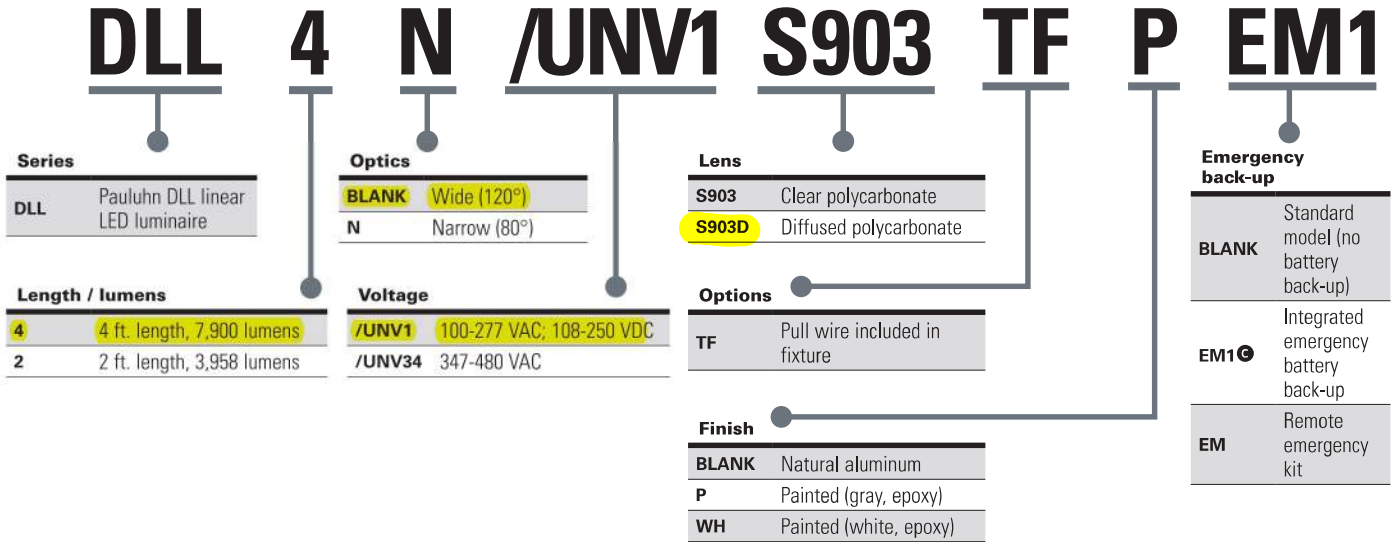 DLL 4 N /UNV1 S903 TF P EM1
Series
DLL Pauluhn DLL linear
LED luminaire
Length / lumens
4 4 ft. length, 7,900 lumens
2 2 ft. length, 3,958 lumens
Optics
BLANK Wide (120°)
N Narrow (80°)
Voltage
/UNV1 100-277 VAC; 108-250 VDC
/UNV34 347-480 VAC
Lens
S903 Clear polycarbonate
S903D Diffused polycarbonate
Options
TF Pull wire included in
fixture
Finish
BLANK Natural aluminum
P Painted (gray, epoxy)
WH Painted (white, epoxy)
Emergency
back-up
BLANK Standard
model (no
battery
back-up)
EM1 G Integrated
emergency
battery
back-up
EM Remote
emergency
kit